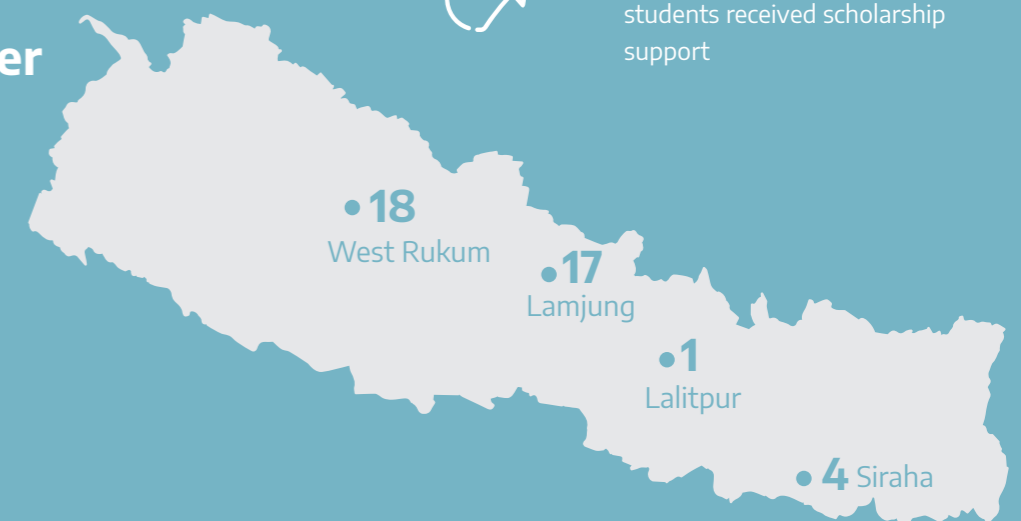 students received scholarship
support
er
18
West Rukum
17
Lamjung
1
Lalitpur
4 Siraha